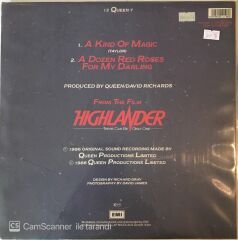 12 QUEEN 7
1. A KIND OF MAGIC
(TAYLOR)
2. A DOZEN RED ROSES
FOR MY DARLING
PRODUCED BY QUEEN/DAVID RICHARDS
FROM THE FILM
HIGHLANDER
THERE CAN BE ONLY ONE
℗ 1986 ORIGINAL SOUND RECORDING MADE BY
QUEEN PRODUCTIONS LIMITED
© 1986 QUEEN PRODUCTIONS LIMITED
DESIGN BY RICHARD GRAY
PHOTOGRAPHY BY DAVID JAMES
EMI
CS CamScanner ile tarandı